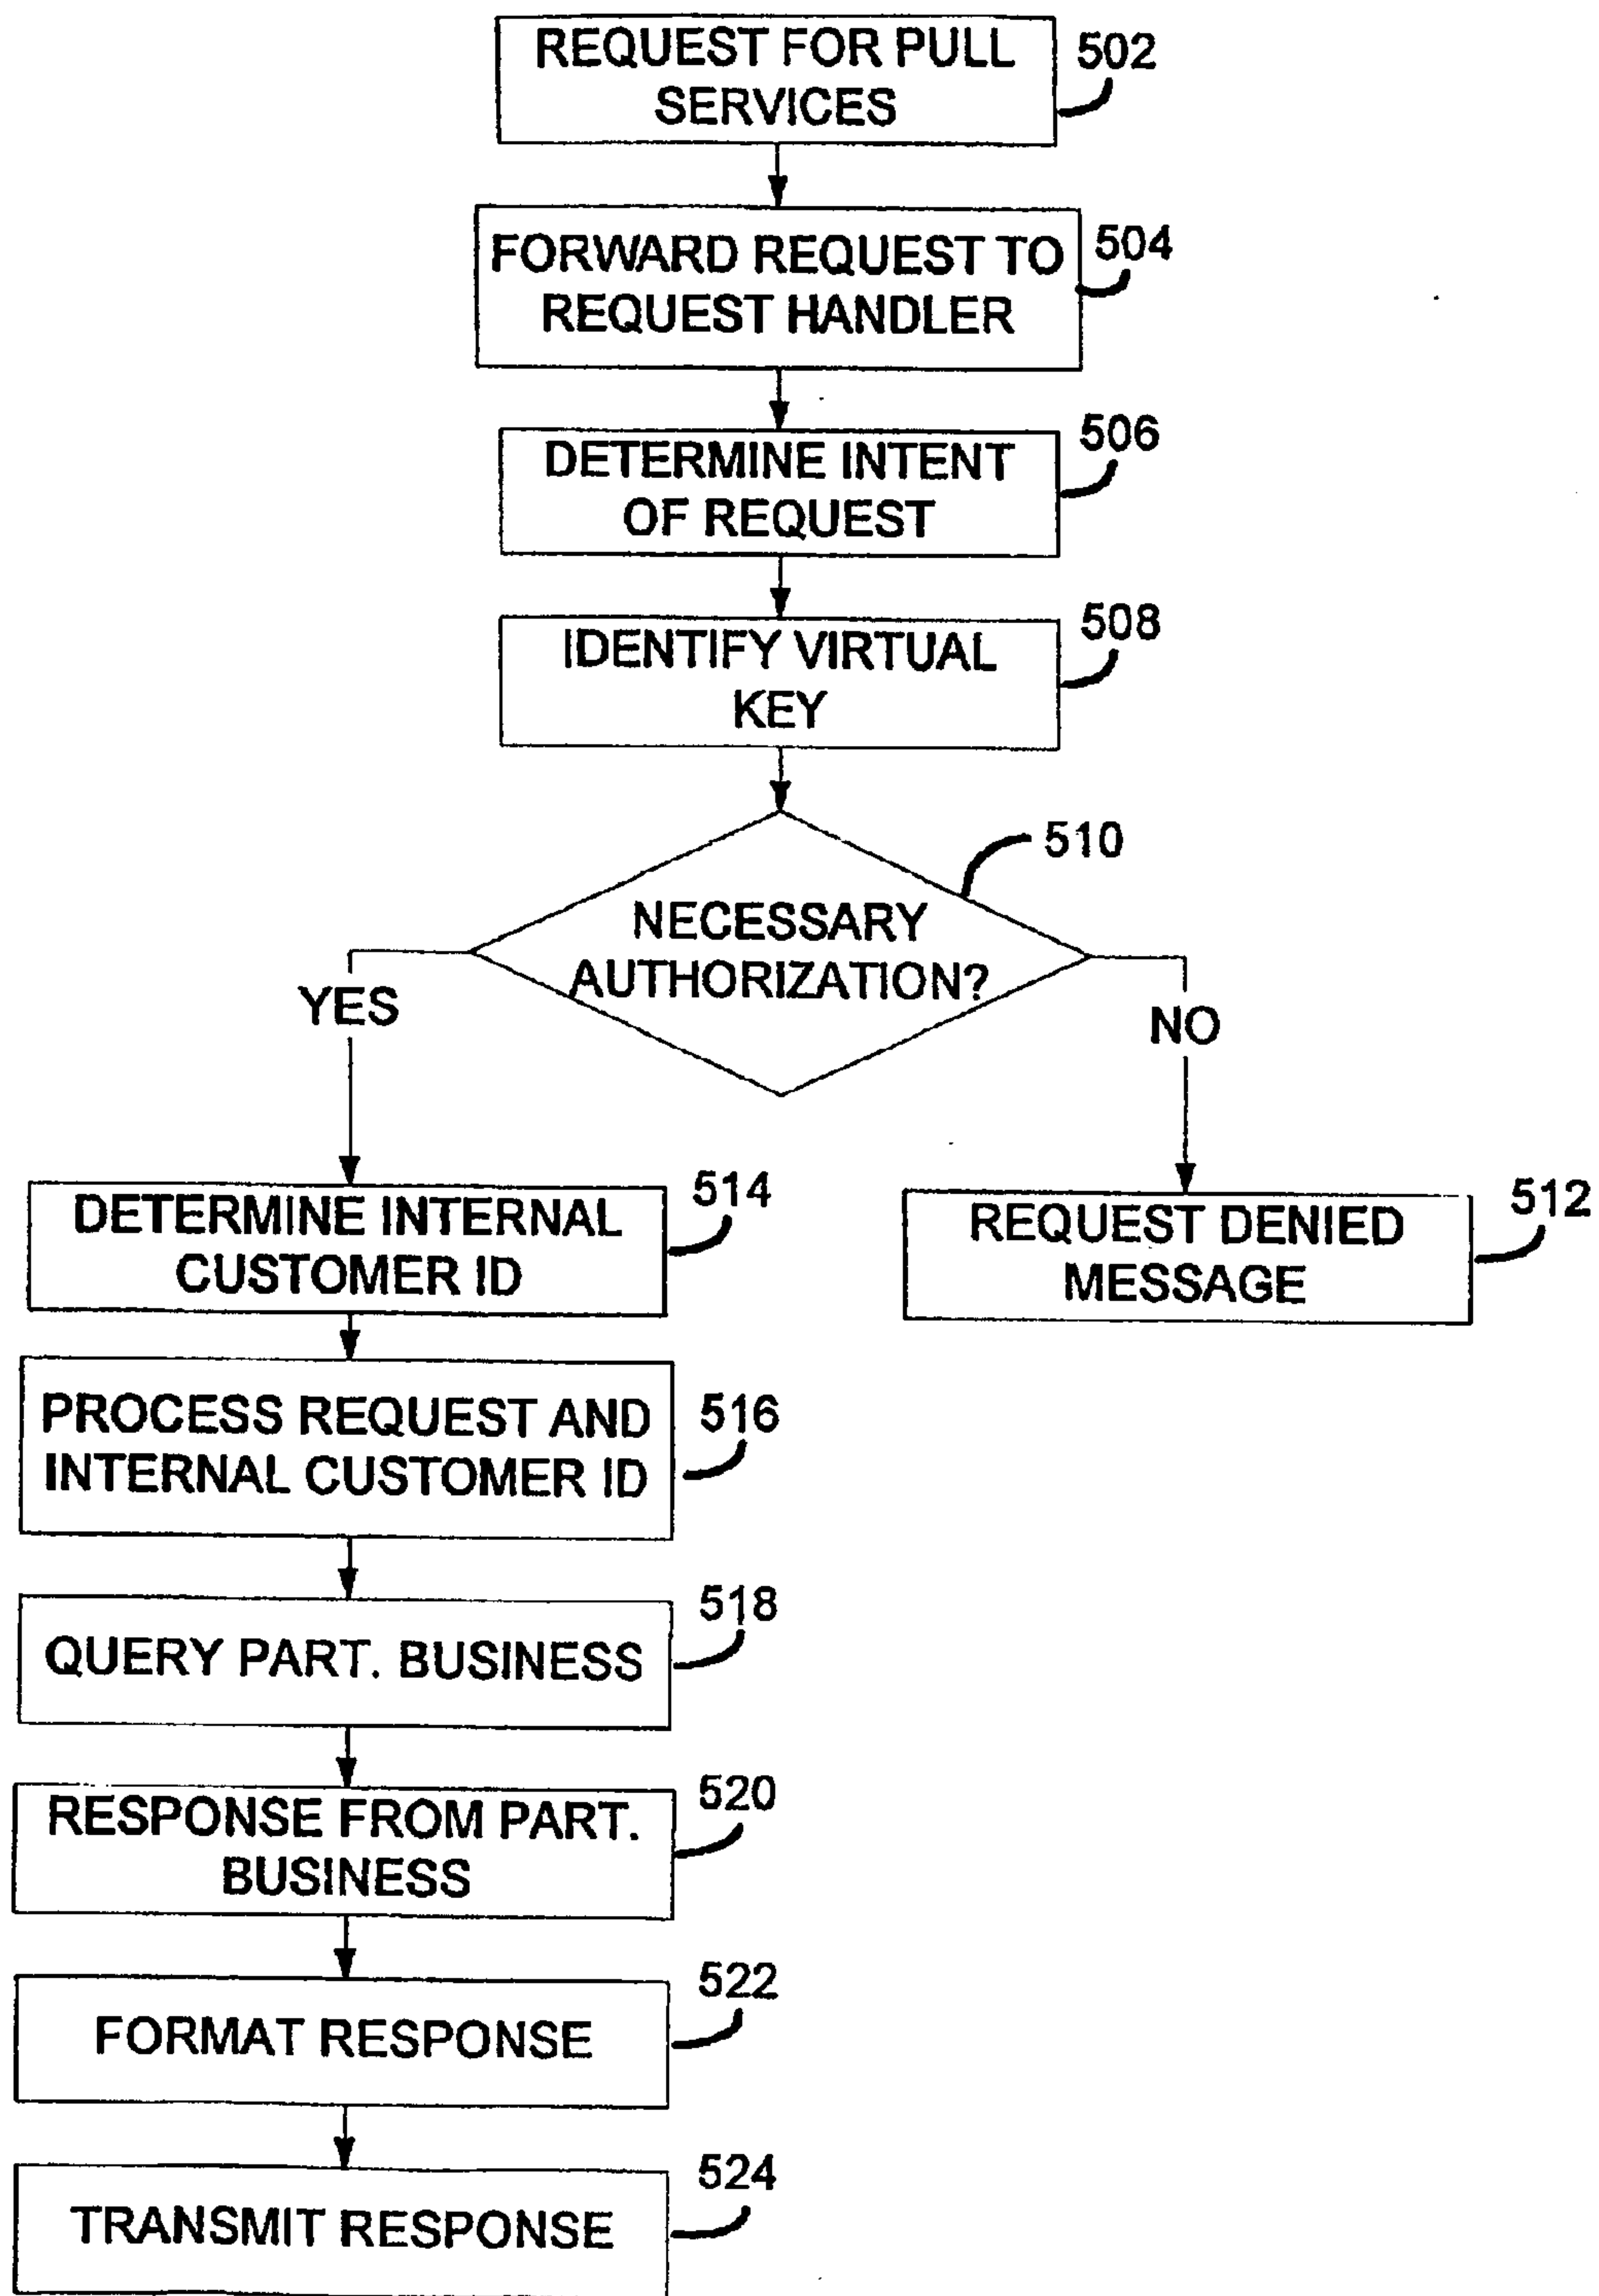 REQUEST FOR PULL
SERVICES
502
FORWARD REQUEST TO
REQUEST HANDLER
504
DETERMINE INTENT
OF REQUEST
506
IDENTIFY VIRTUAL
KEY
508
510
NECESSARY
AUTHORIZATION?
YES
NO
DETERMINE INTERNAL
CUSTOMER ID
514
REQUEST DENIED
MESSAGE
512
PROCESS REQUEST AND
INTERNAL CUSTOMER ID
516
QUERY PART. BUSINESS
518
RESPONSE FROM PART.
BUSINESS
520
FORMAT RESPONSE
522
TRANSMIT RESPONSE
524